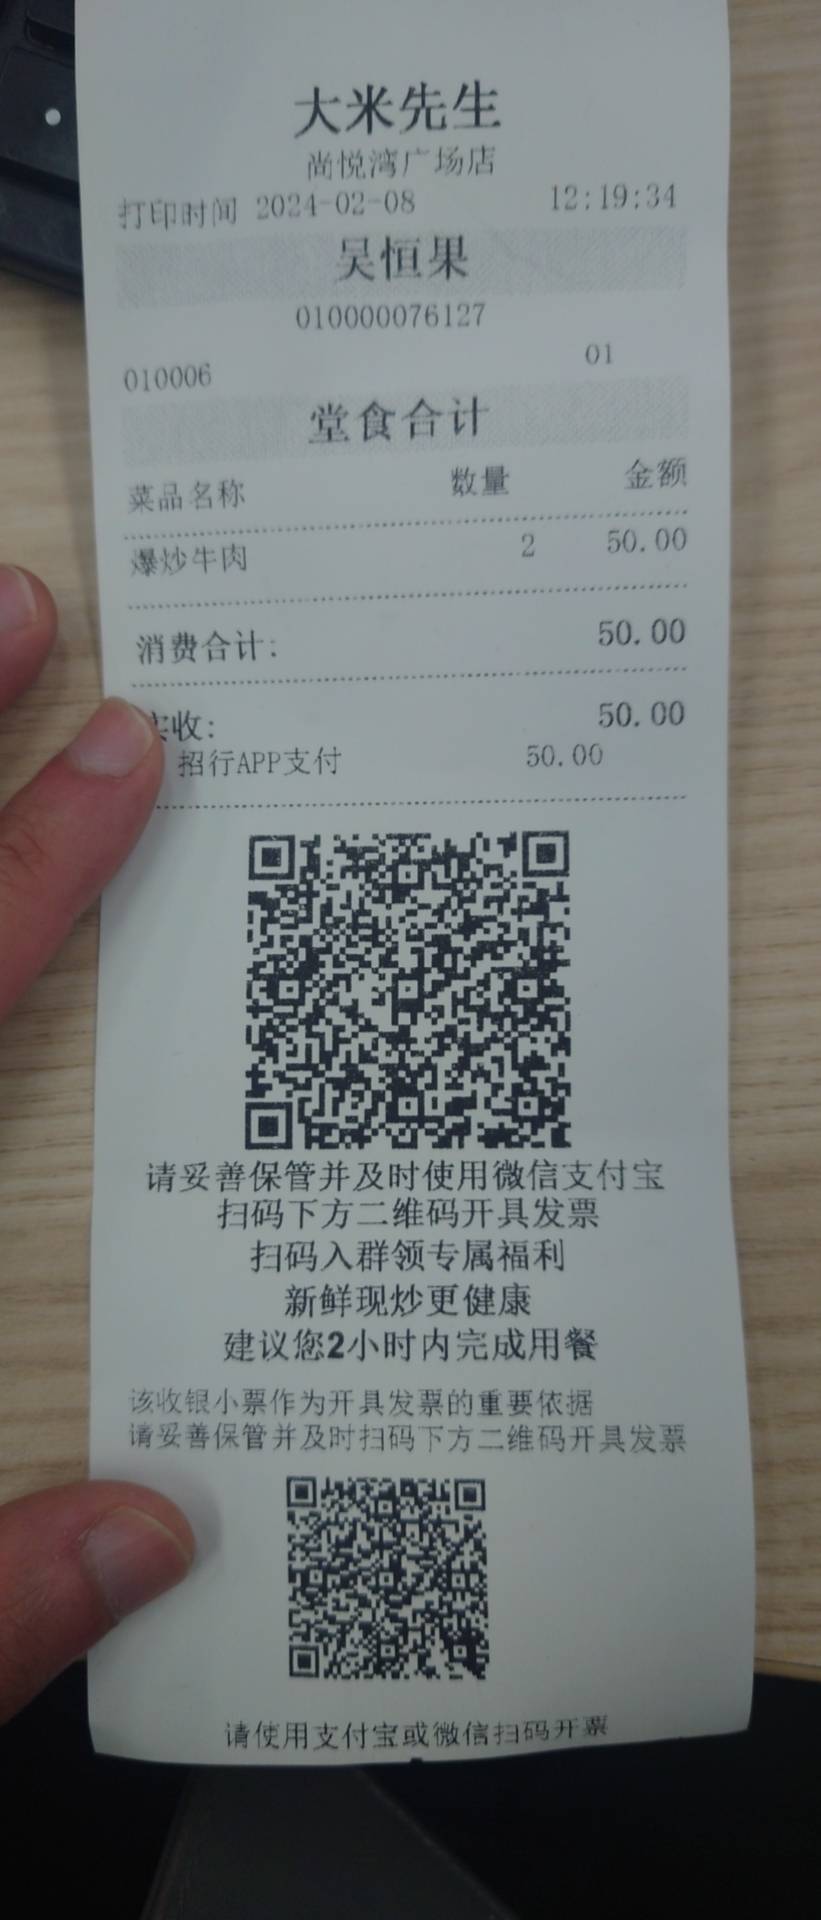 大米先生
尚悦湾广场店
打印时间 2024-02-08 12:19:34
吴恒果
010000076127
010006 01
堂食合计
菜品名称 数量 金额
爆炒牛肉 2 50.00
消费合计: 50.00
实收: 50.00
招行APP支付 50.00
请妥善保管并及时使用微信支付宝
扫码下方二维码开具发票
扫码入群领专属福利
新鲜现炒更健康
建议您2小时内完成用餐
该收银小票作为开具发票的重要依据
请妥善保管并及时扫码下方二维码开具发票
请使用支付宝或微信扫码开票